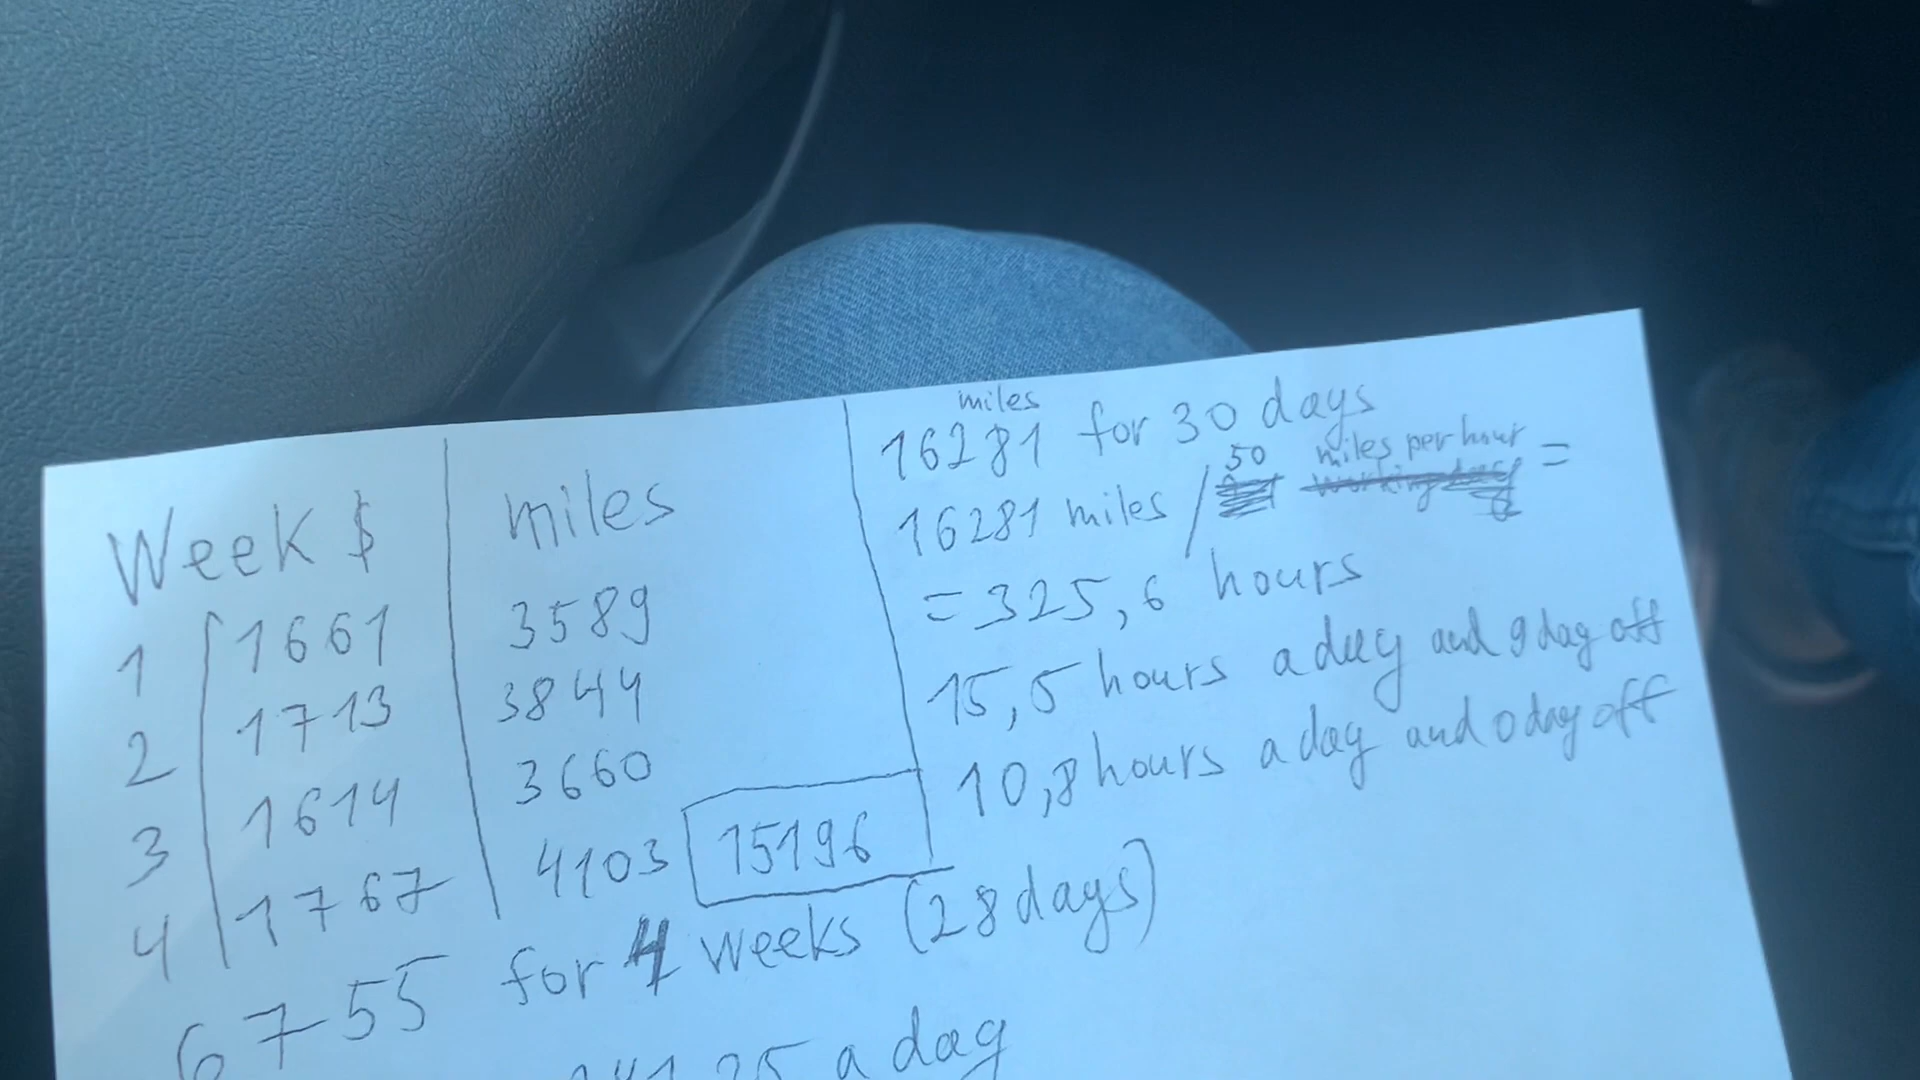 Week $
1 1661
2 1713
3 1614
4 1767
miles
3589
3844
3660
4103 15196
miles
16281 for 30 days
50 miles per hour
16281 miles / =
= 325,6 hours
15,5 hours a day and 9 day off
10,8 hours a day and 0 day off
6755 for 4 weeks (28 days)
241,25 a day